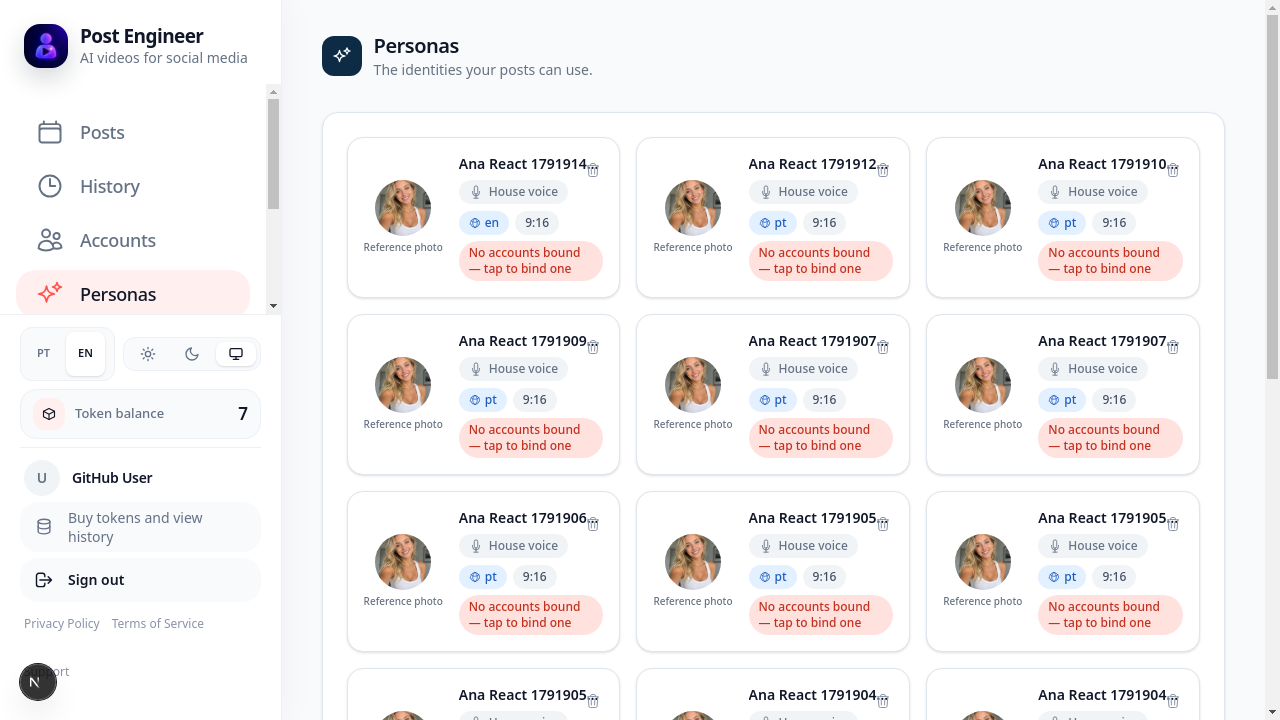 Post Engineer
AI videos for social media
Posts
History
Accounts
Personas
PT
EN
Token balance
7
U
GitHub User
Buy tokens and view
history
Sign out
Privacy Policy
Terms of Service
Support
N
Personas
The identities your posts can use.
Ana React 1791914
House voice
en
9:16
Reference photo
No accounts bound
— tap to bind one
Ana React 1791912
House voice
pt
9:16
Reference photo
No accounts bound
— tap to bind one
Ana React 1791910
House voice
pt
9:16
Reference photo
No accounts bound
— tap to bind one
Ana React 1791909
House voice
pt
9:16
Reference photo
No accounts bound
— tap to bind one
Ana React 1791907
House voice
pt
9:16
Reference photo
No accounts bound
— tap to bind one
Ana React 1791907
House voice
pt
9:16
Reference photo
No accounts bound
— tap to bind one
Ana React 1791906
House voice
pt
9:16
Reference photo
No accounts bound
— tap to bind one
Ana React 1791905
House voice
pt
9:16
Reference photo
No accounts bound
— tap to bind one
Ana React 1791905
House voice
pt
9:16
Reference photo
No accounts bound
— tap to bind one
Ana React 1791905
Ana React 1791904
Ana React 1791904